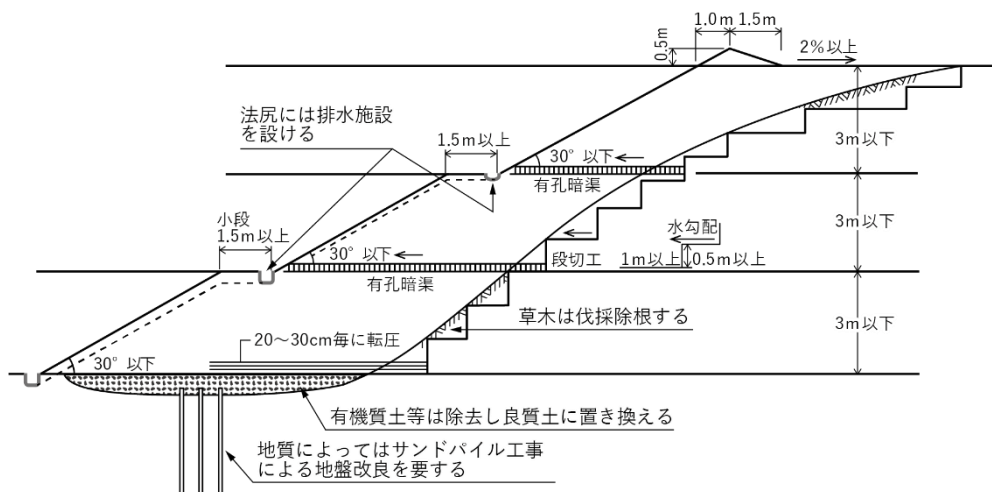 1.0m 1.5m
0.5m
2%以上
法尻には排水施設
を設ける
1.5m以上
30°以下
3m以下
有孔暗渠
小段
1.5m以上
水勾配
3m以下
30°以下
段切工
1m以上 0.5m以上
有孔暗渠
草木は伐採除根する
20〜30cm毎に転圧
3m以下
30°以下
有機質土等は除去し良質土に置き換える
地質によってはサンドパイル工事
による地盤改良を要する